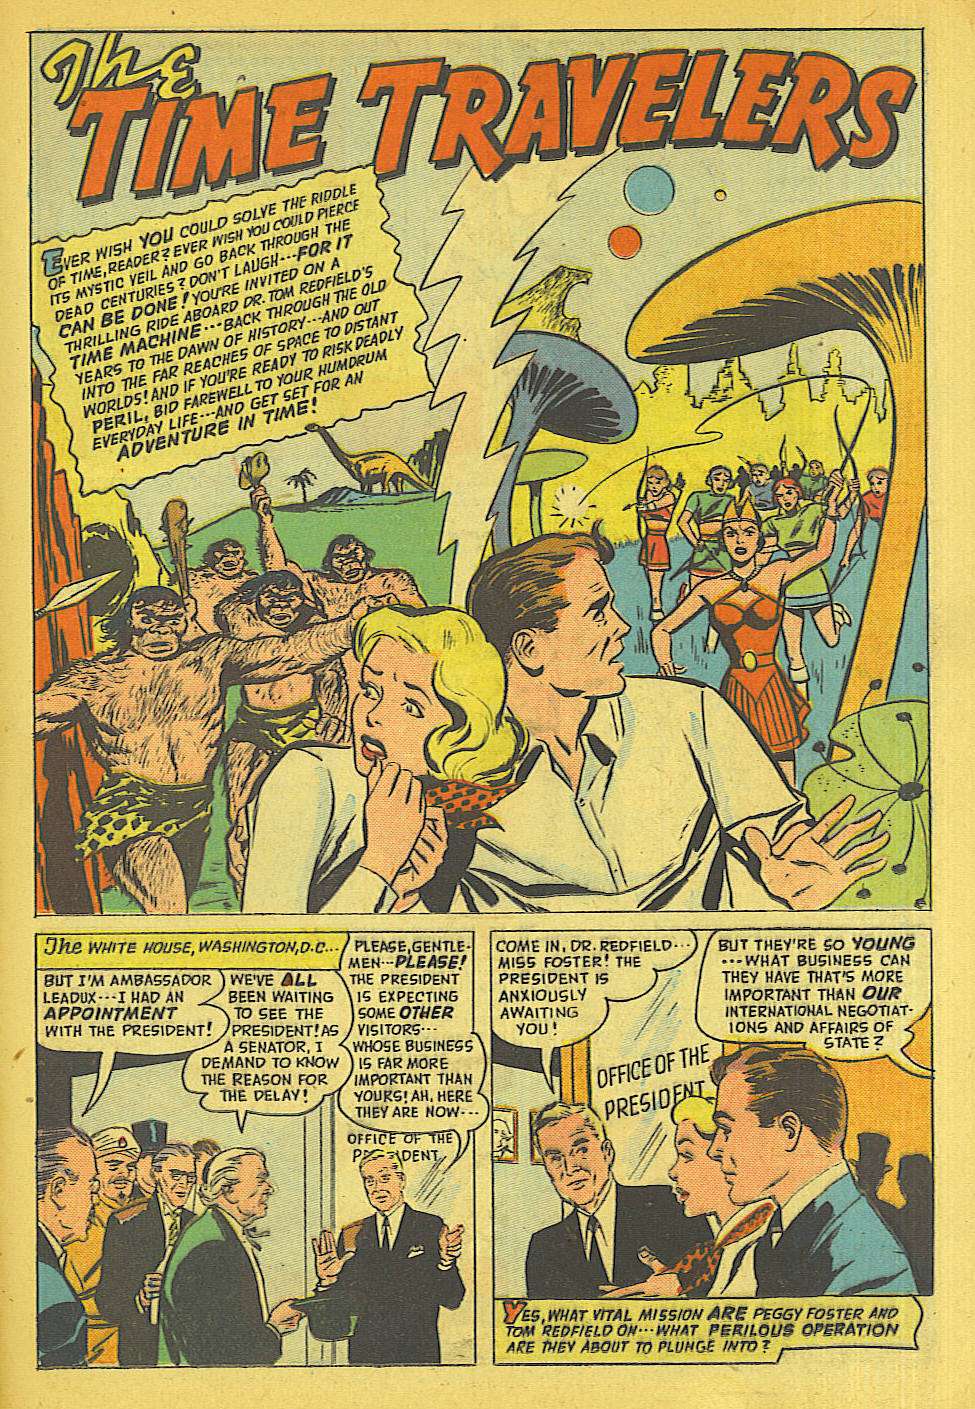 The
TIME TRAVELERS
EVER WISH YOU COULD SOLVE THE RIDDLE
OF TIME, READER? EVER WISH YOU COULD PIERCE
ITS MYSTIC VEIL AND GO BACK THROUGH THE
DEAD CENTURIES? DON'T LAUGH---FOR IT
CAN BE DONE! YOU'RE INVITED ON A
THRILLING RIDE ABOARD DR. TOM REDFIELD'S
TIME MACHINE---BACK THROUGH THE OLD
YEARS TO THE DAWN OF HISTORY---AND OUT
INTO THE FAR REACHES OF SPACE TO DISTANT
WORLDS! AND IF YOU'RE READY TO RISK DEADLY
PERIL, BID FAREWELL TO YOUR HUMDRUM
EVERYDAY LIFE---AND GET SET FOR AN
ADVENTURE IN TIME!
The WHITE HOUSE, WASHINGTON, D.C...
BUT I'M AMBASSADOR
LEADUX---I HAD AN
APPOINTMENT
WITH THE PRESIDENT!
WE'VE ALL
BEEN WAITING
TO SEE THE
PRESIDENT! AS
A SENATOR, I
DEMAND TO KNOW
THE REASON FOR
THE DELAY!
PLEASE, GENTLE-
MEN---PLEASE!
THE PRESIDENT
IS EXPECTING
SOME OTHER
VISITORS---
WHOSE BUSINESS
IS FAR MORE
IMPORTANT THAN
YOURS! AH, HERE
THEY ARE NOW---
OFFICE OF THE
PRESIDENT
COME IN, DR. REDFIELD---
MISS FOSTER! THE
PRESIDENT IS
ANXIOUSLY
AWAITING
YOU!
BUT THEY'RE SO YOUNG
---WHAT BUSINESS CAN
THEY HAVE THAT'S MORE
IMPORTANT THAN OUR
INTERNATIONAL NEGOTIAT-
IONS AND AFFAIRS OF
STATE?
OFFICE OF THE
PRESIDENT
YES, WHAT VITAL MISSION ARE PEGGY FOSTER AND
TOM REDFIELD ON---WHAT PERILOUS OPERATION
ARE THEY ABOUT TO PLUNGE INTO?